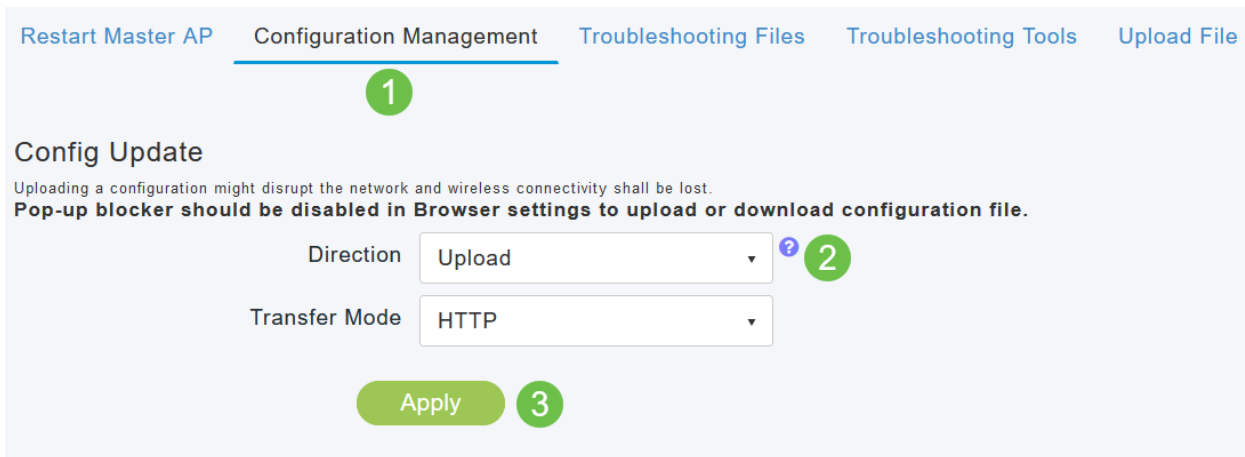 Restart Master AP Configuration Management Troubleshooting Files Troubleshooting Tools Upload File
1
Config Update
Uploading a configuration might disrupt the network and wireless connectivity shall be lost.
Pop-up blocker should be disabled in Browser settings to upload or download configuration file.
Direction Upload ? 2
Transfer Mode HTTP
Apply 3